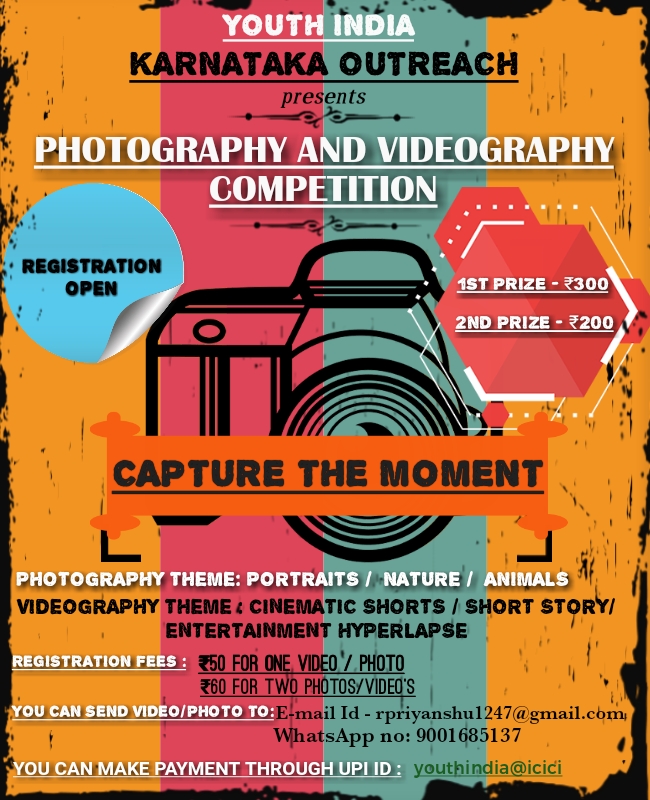 YOUTH INDIA
KARNATAKA OUTREACH
presents
PHOTOGRAPHY AND VIDEOGRAPHY
COMPETITION
REGISTRATION
OPEN
1ST PRIZE - ₹300
2ND PRIZE - ₹200
CAPTURE THE MOMENT
PHOTOGRAPHY THEME: PORTRAITS / NATURE / ANIMALS
VIDEOGRAPHY THEME : CINEMATIC SHORTS / SHORT STORY/
ENTERTAINMENT HYPERLAPSE
REGISTRATION FEES : ₹50 FOR ONE VIDEO / PHOTO
₹60 FOR TWO PHOTOS/VIDEO'S
YOU CAN SEND VIDEO/PHOTO TO: E-mail Id - rpriyanshu1247@gmail.com
WhatsApp no: 9001685137
YOU CAN MAKE PAYMENT THROUGH UPI ID : youthindia@icici